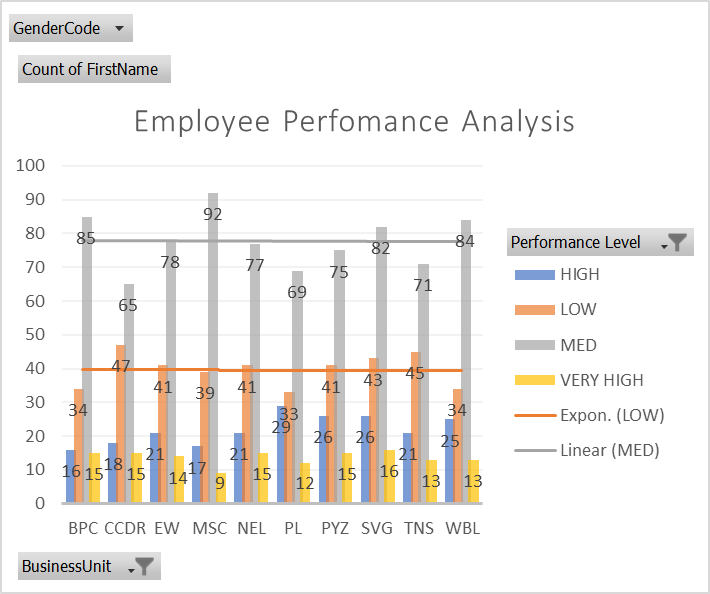 GenderCode
Count of FirstName
Employee Perfomance Analysis
100
90
80
70
60
50
40
30
20
10
0
85 65 78 92 77 69 75 82 71 84
34 47 41 39 41 33 41 43 45 34
16 18 21 17 21 29 26 26 21 25
15 15 14 9 15 12 15 16 13 13
BPC CCDR EW MSC NEL PL PYZ SVG TNS WBL
Performance Level
HIGH
LOW
MED
VERY HIGH
Expon. (LOW)
Linear (MED)
BusinessUnit